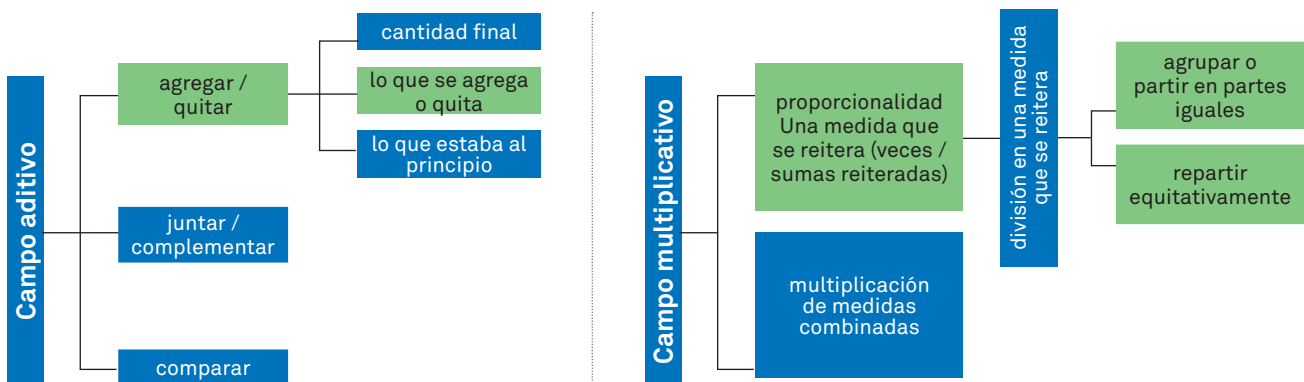 Campo aditivo
agregar /
quitar
cantidad final
lo que se agrega
o quita
lo que estaba al
principio
juntar /
complementar
comparar
Campo multiplicativo
proporcionalidad
Una medida que
se reitera (veces /
sumas reiteradas)
división en una medida
que se reitera
agrupar o
partir en partes
iguales
repartir
equitativamente
multiplicación
de medidas
combinadas